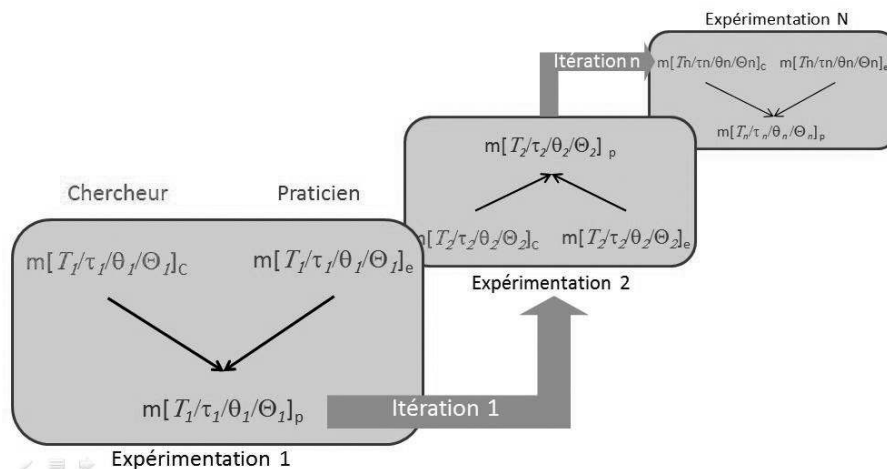 Expérimentation N
Itération n
m[Tn/τn/θn/Θn]C m[Tn/τn/θn/Θn]e
m[Tn/τn/θn/Θn]p
m[T2/τ2/θ2/Θ2] p
m[T2/τ2/θ2/Θ2]C m[T2/τ2/θ2/Θ2]e
Expérimentation 2
Chercheur Praticien
m[T1/τ1/θ1/Θ1]C m[T1/τ1/θ1/Θ1]e
m[T1/τ1/θ1/Θ1]p
Itération 1
Expérimentation 1